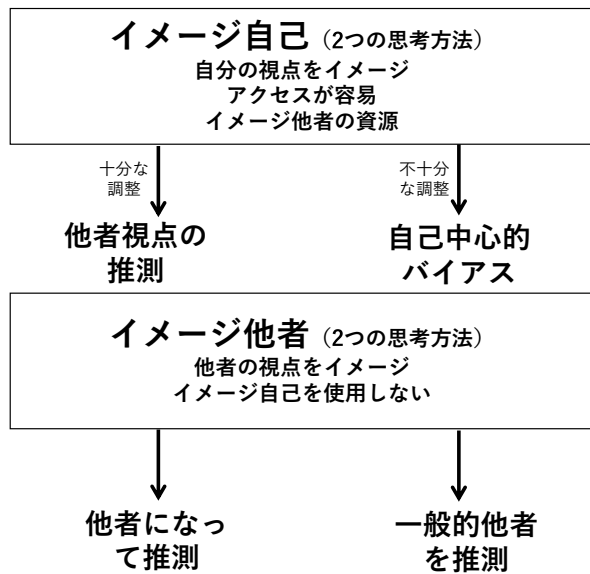 イメージ自己（2つの思考方法）
自分の視点をイメージ
アクセスが容易
イメージ他者の資源
十分な
調整
不十分
な調整
他者視点の
推測
自己中心的
バイアス
イメージ他者（2つの思考方法）
他者の視点をイメージ
イメージ自己を使用しない
他者になっ
て推測
一般的他者
を推測